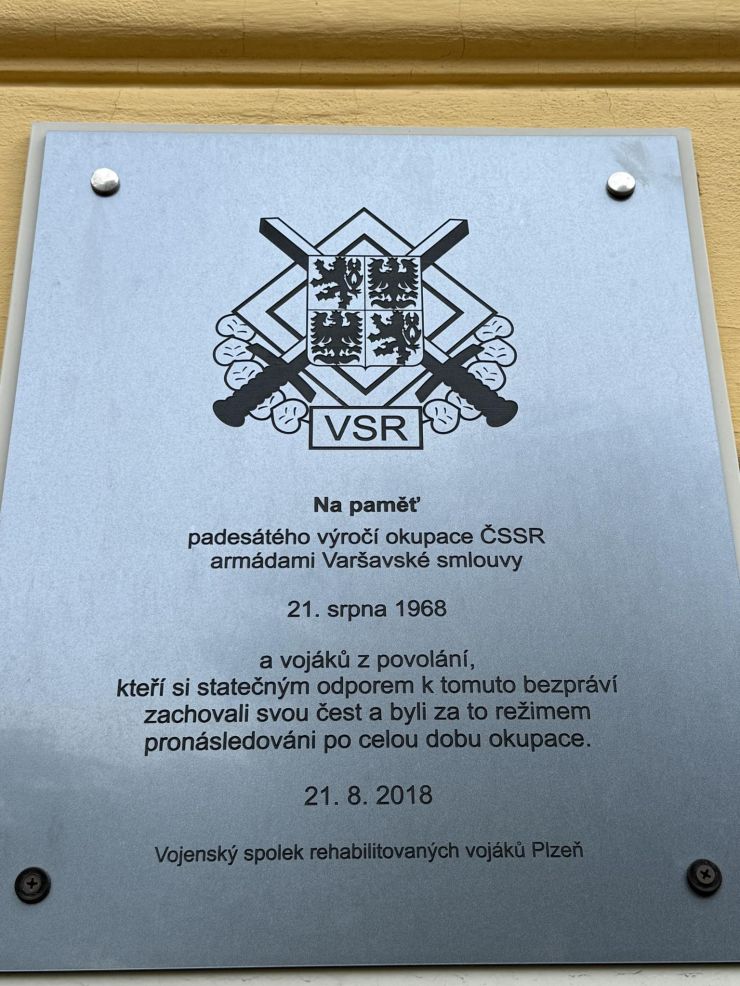 VSR
Na paměť
padesátého výročí okupace ČSSR
armádami Varšavské smlouvy
21. srpna 1968
a vojáků z povolání,
kteří si statečným odporem k tomuto bezpráví
zachovali svou čest a byli za to režimem
pronásledováni po celou dobu okupace.
21. 8. 2018
Vojenský spolek rehabilitovaných vojáků Plzeň